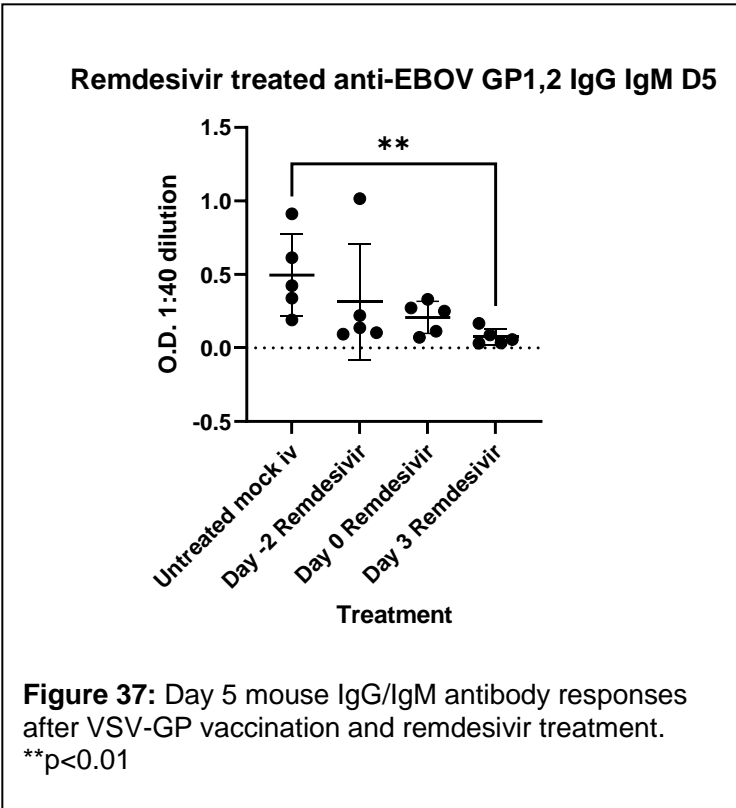 Remdesivir treated anti-EBOV GP1,2 IgG IgM D5
**
1.5
1.0
0.5
0.0
-0.5
O.D. 1:40 dilution
Untreated mock iv
Day -2 Remdesivir
Day 0 Remdesivir
Day 3 Remdesivir
Treatment
Figure 37: Day 5 mouse IgG/IgM antibody responses
after VSV-GP vaccination and remdesivir treatment.
**p<0.01